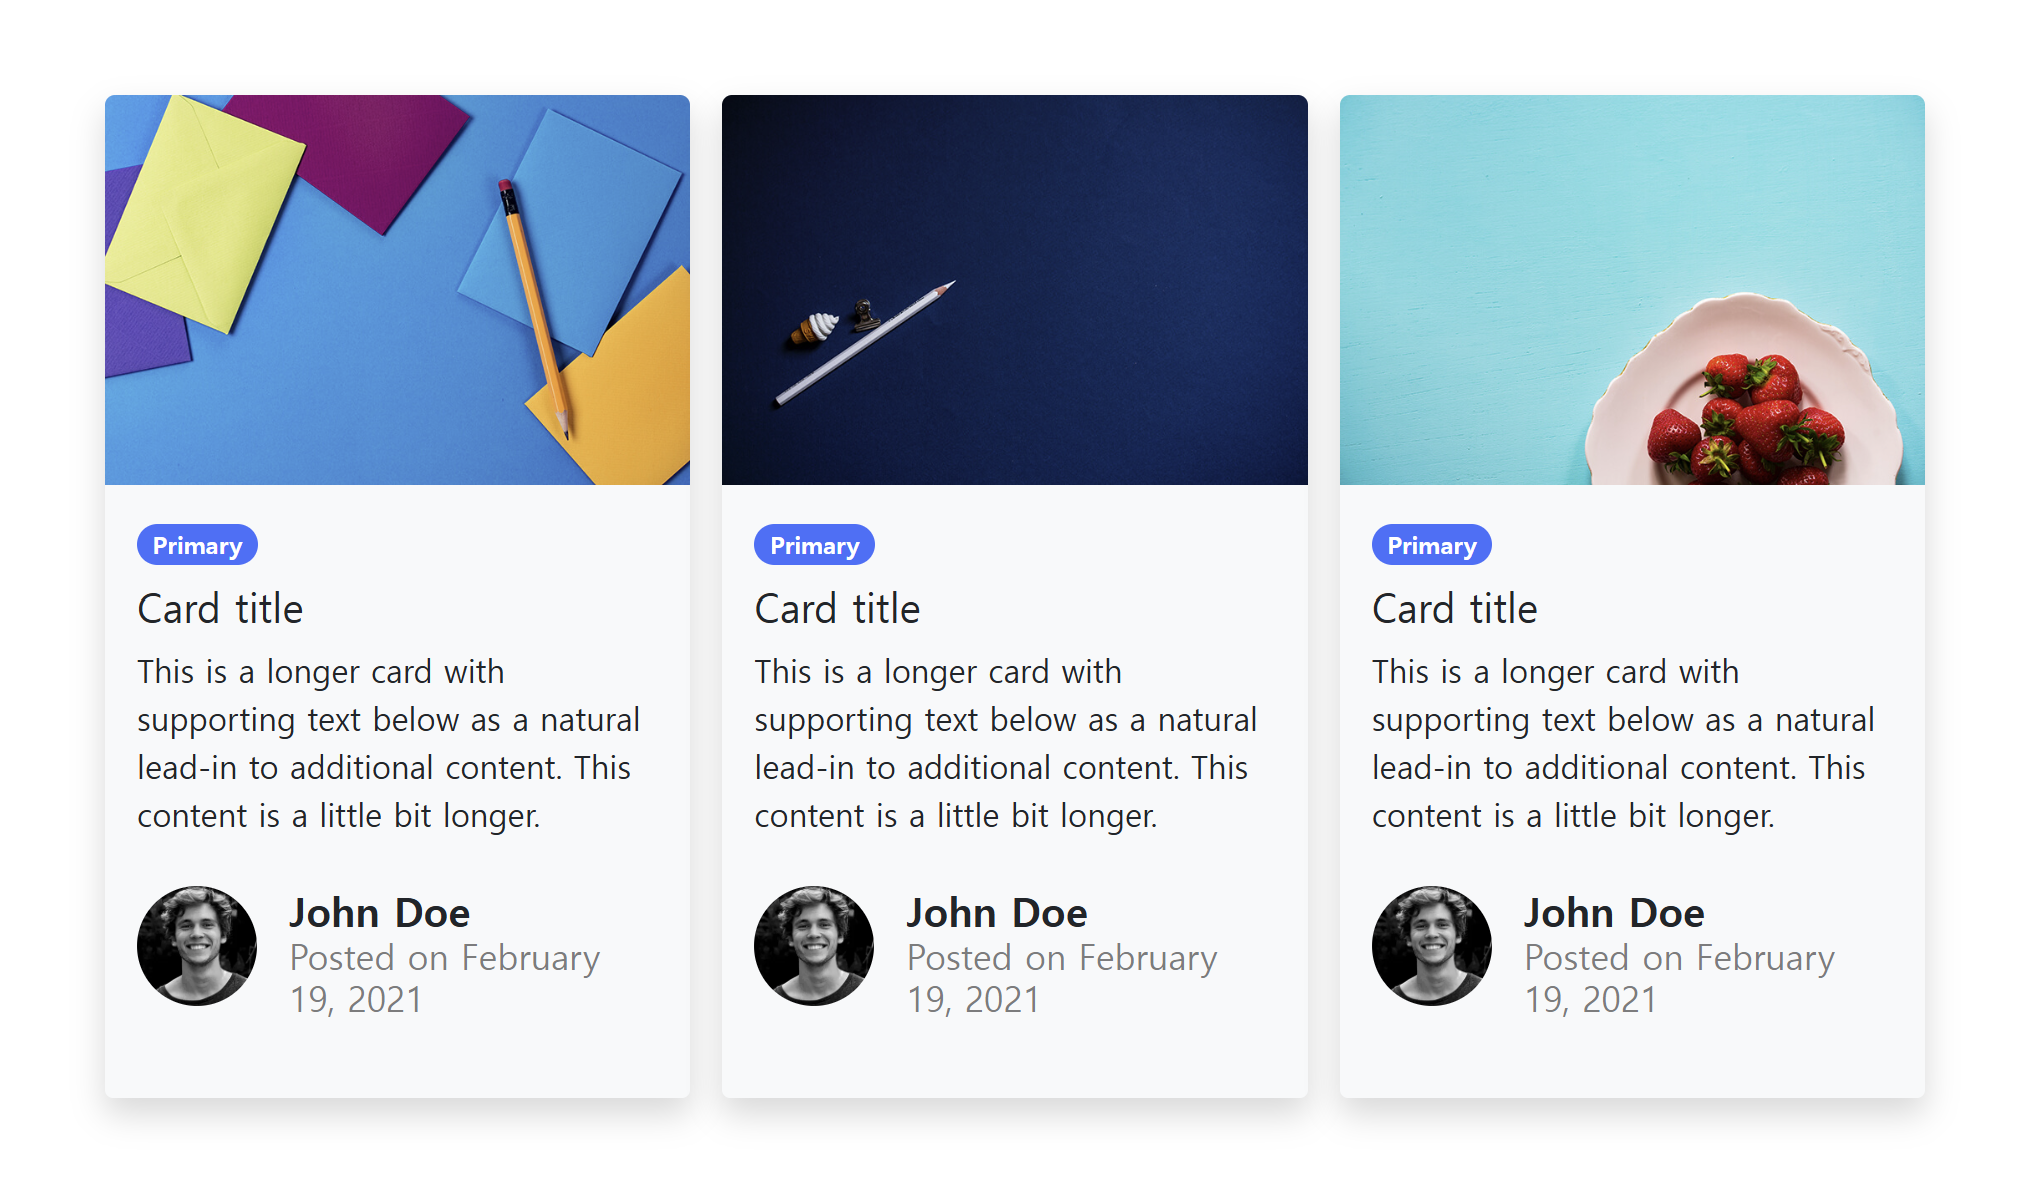 Primary
Card title
This is a longer card with
supporting text below as a natural
lead-in to additional content. This
content is a little bit longer.
John Doe
Posted on February
19, 2021
Primary
Card title
This is a longer card with
supporting text below as a natural
lead-in to additional content. This
content is a little bit longer.
John Doe
Posted on February
19, 2021
Primary
Card title
This is a longer card with
supporting text below as a natural
lead-in to additional content. This
content is a little bit longer.
John Doe
Posted on February
19, 2021